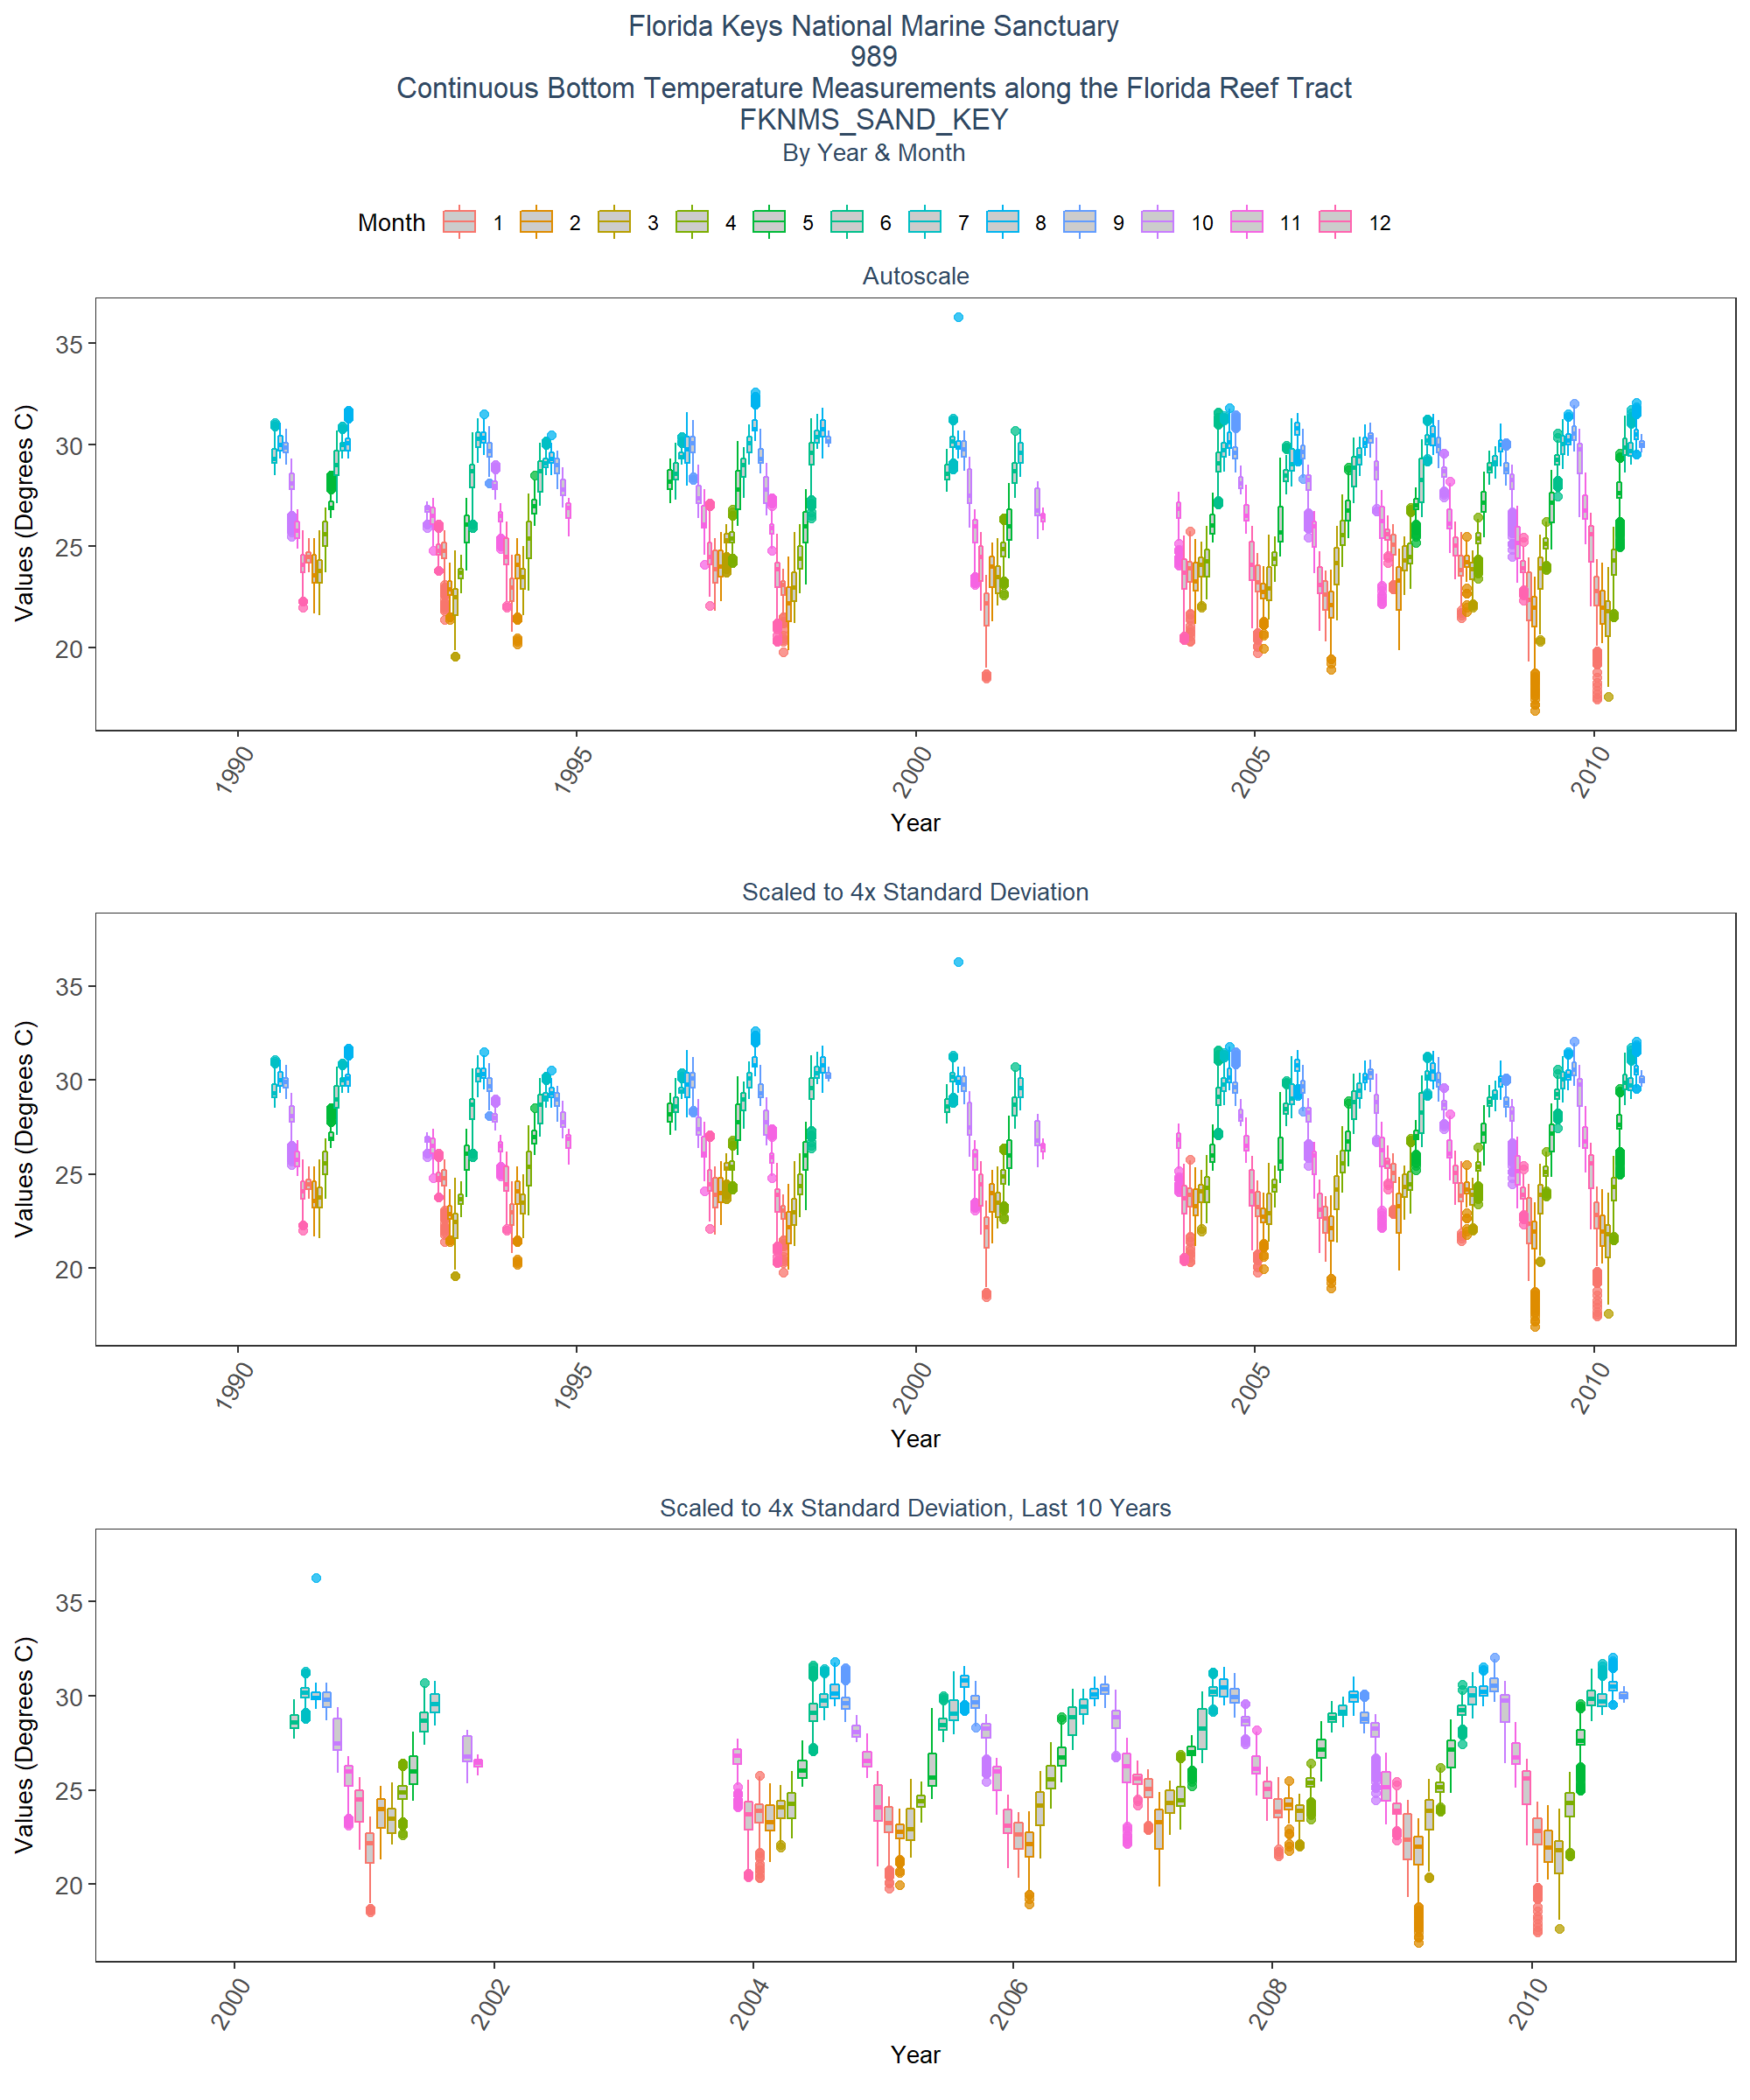 Florida Keys National Marine Sanctuary
989
Continuous Bottom Temperature Measurements along the Florida Reef Tract
FKNMS_SAND_KEY
By Year & Month
Month 1 2 3 4 5 6 7 8 9 10 11 12
Autoscale
Values (Degrees C)
35
30
25
20
1990 1995 2000 2005 2010
Year
Scaled to 4x Standard Deviation
Values (Degrees C)
35
30
25
20
1990 1995 2000 2005 2010
Year
Scaled to 4x Standard Deviation, Last 10 Years
Values (Degrees C)
35
30
25
20
2000 2002 2004 2006 2008 2010
Year